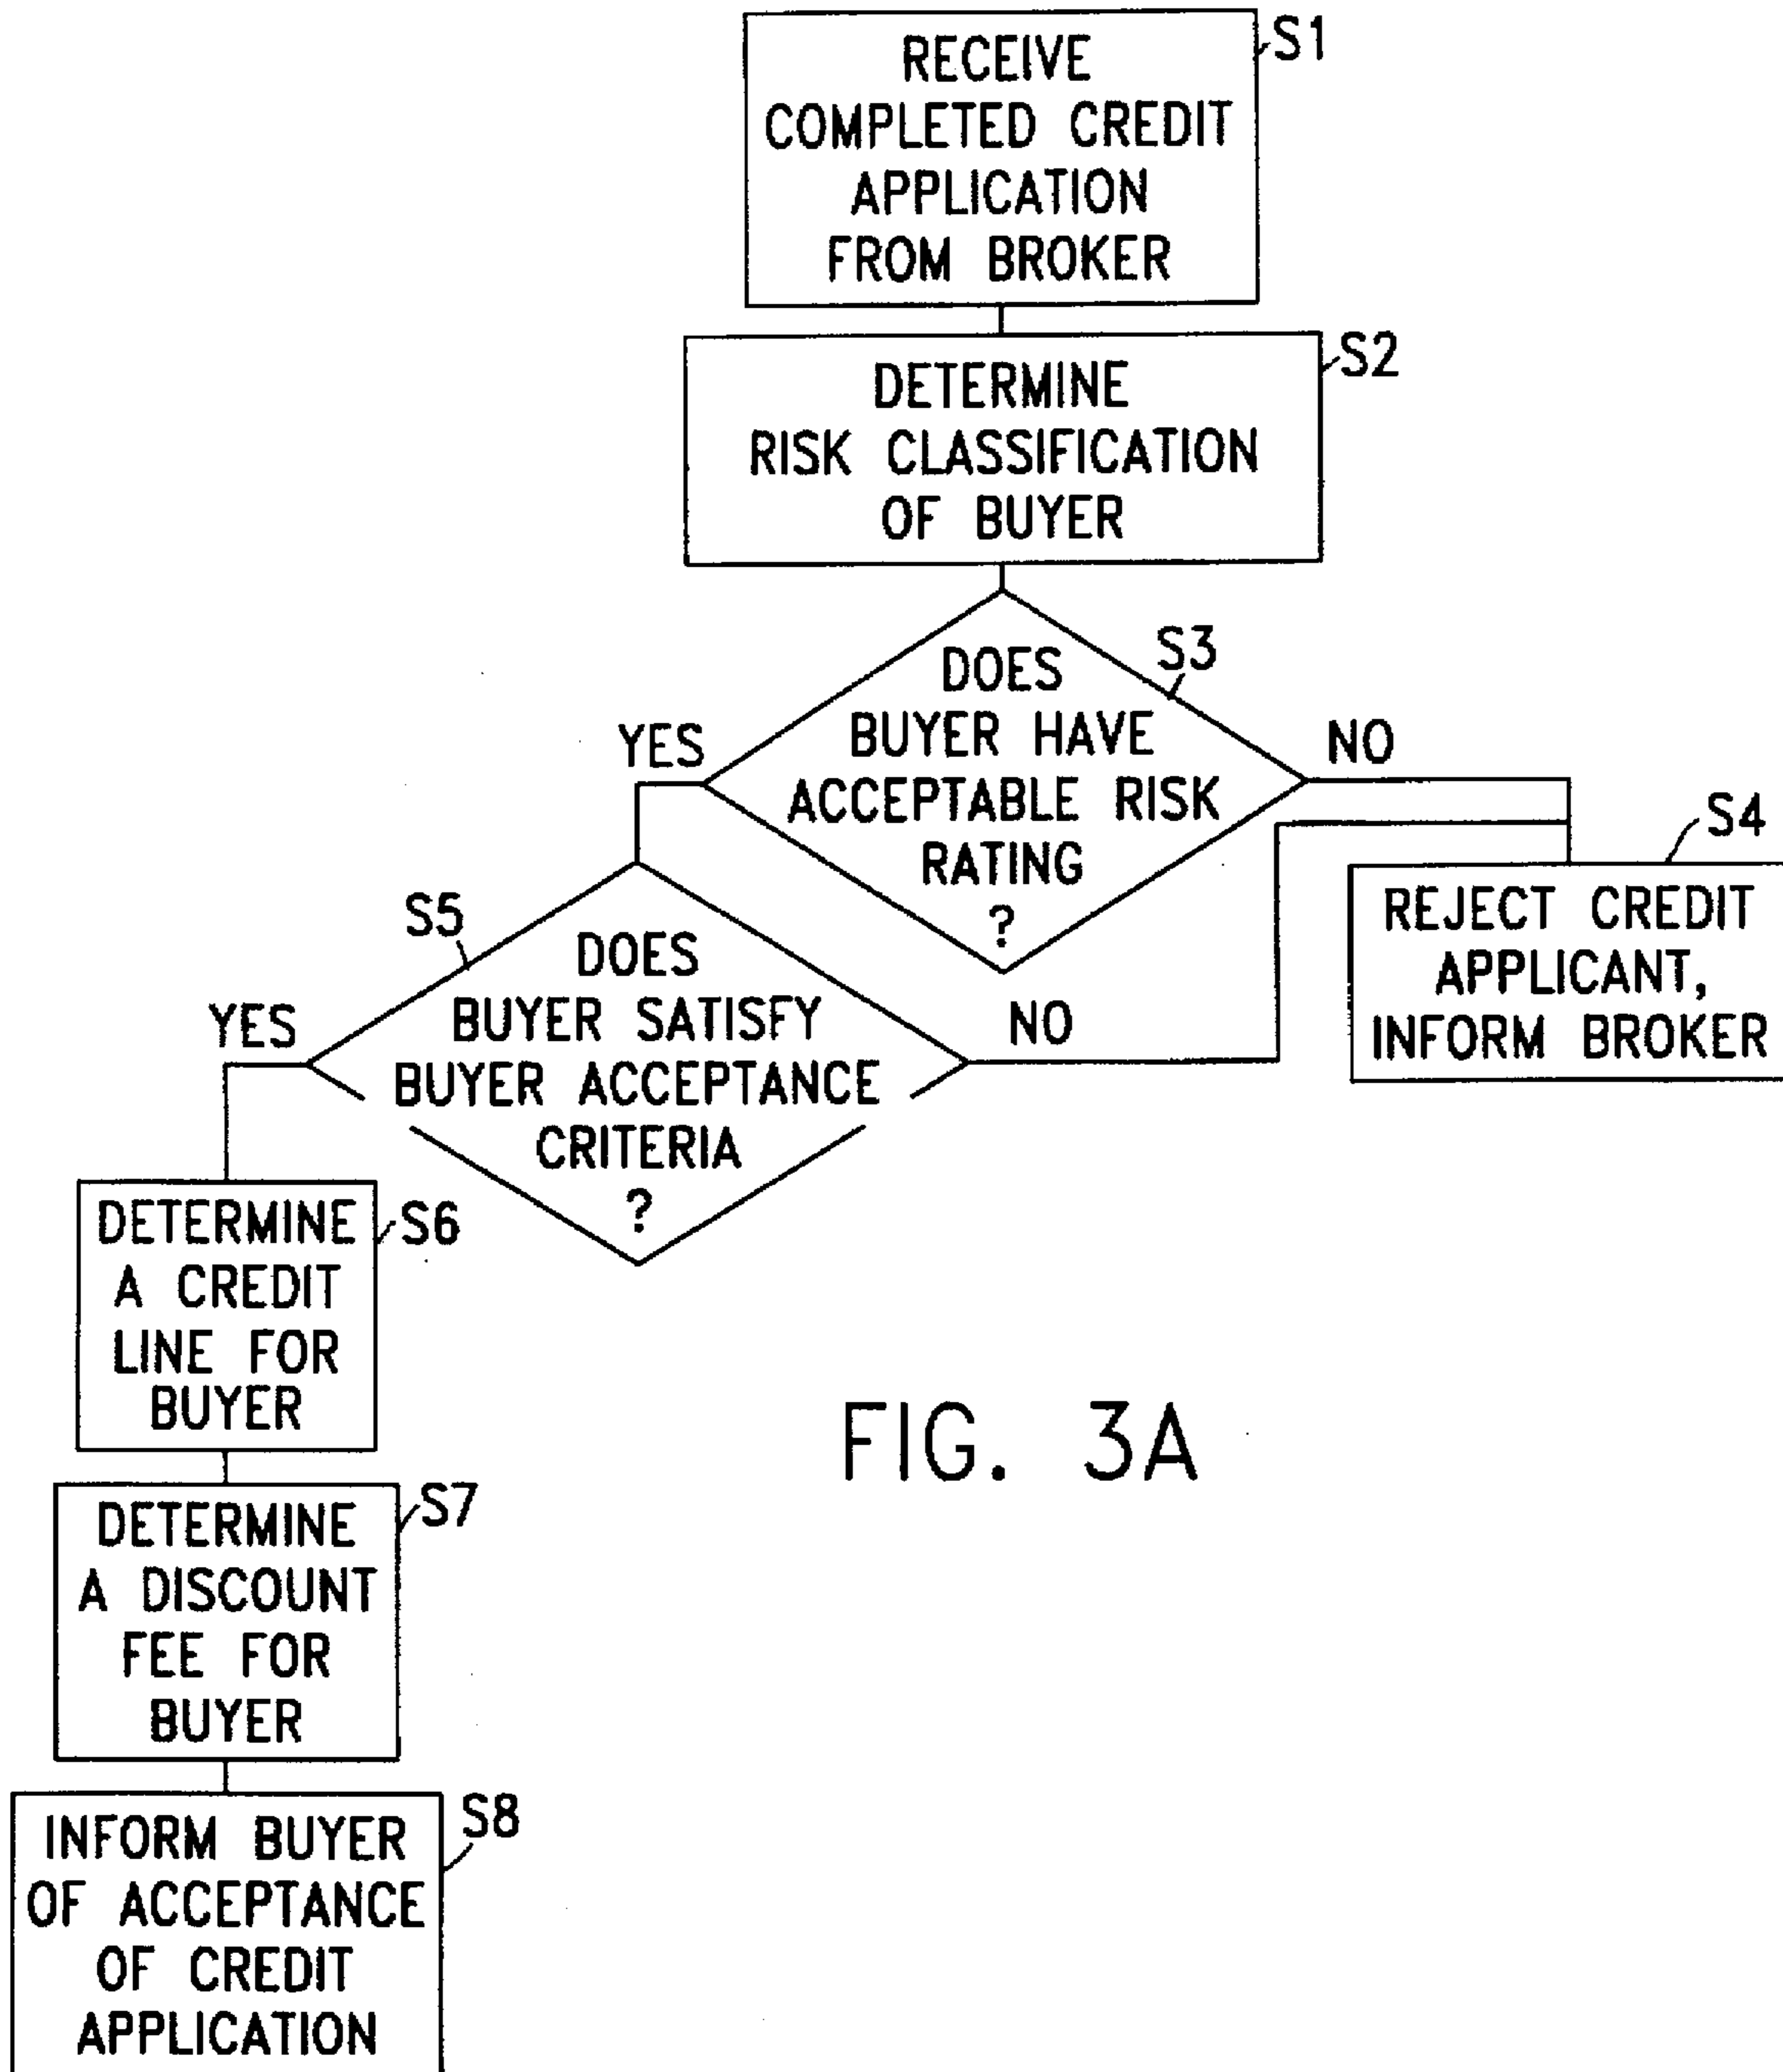 RECEIVE
COMPLETED CREDIT
APPLICATION
FROM BROKER
S1
DETERMINE
RISK CLASSIFICATION
OF BUYER
S2
DOES
BUYER HAVE
ACCEPTABLE RISK
RATING
?
S3
YES
NO
S4
REJECT CREDIT
APPLICANT,
INFORM BROKER
S5
DOES
BUYER SATISFY
BUYER ACCEPTANCE
CRITERIA
?
YES
NO
DETERMINE
A CREDIT
LINE FOR
BUYER
S6
DETERMINE
A DISCOUNT
FEE FOR
BUYER
S7
INFORM BUYER
OF ACCEPTANCE
OF CREDIT
APPLICATION
S8
FIG. 3A